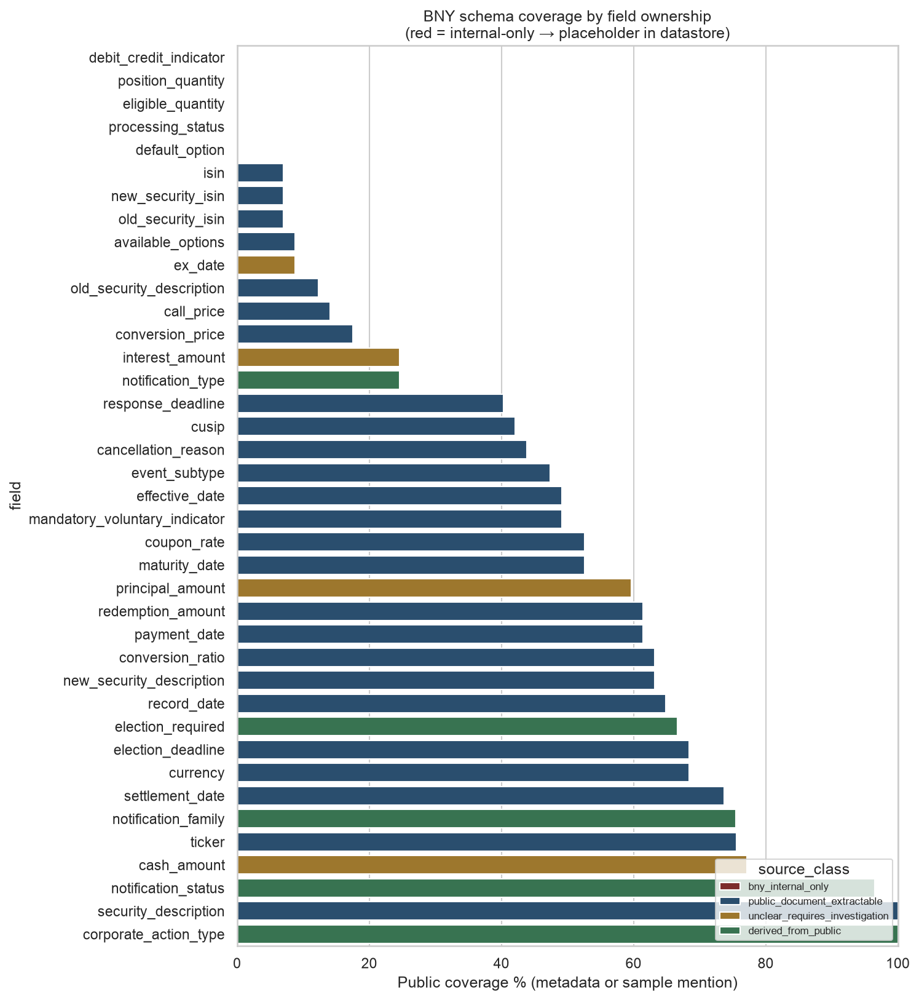 BNY schema coverage by field ownership
(red = internal-only → placeholder in datastore)
debit_credit_indicator
position_quantity
eligible_quantity
processing_status
default_option
isin
new_security_isin
old_security_isin
available_options
ex_date
old_security_description
call_price
conversion_price
interest_amount
notification_type
response_deadline
cusip
cancellation_reason
event_subtype
effective_date
mandatory_voluntary_indicator
coupon_rate
maturity_date
principal_amount
redemption_amount
payment_date
conversion_ratio
new_security_description
record_date
election_required
election_deadline
currency
settlement_date
notification_family
ticker
cash_amount
notification_status
security_description
corporate_action_type
field
source_class
bny_internal_only
public_document_extractable
unclear_requires_investigation
derived_from_public
0 20 40 60 80 100
Public coverage % (metadata or sample mention)